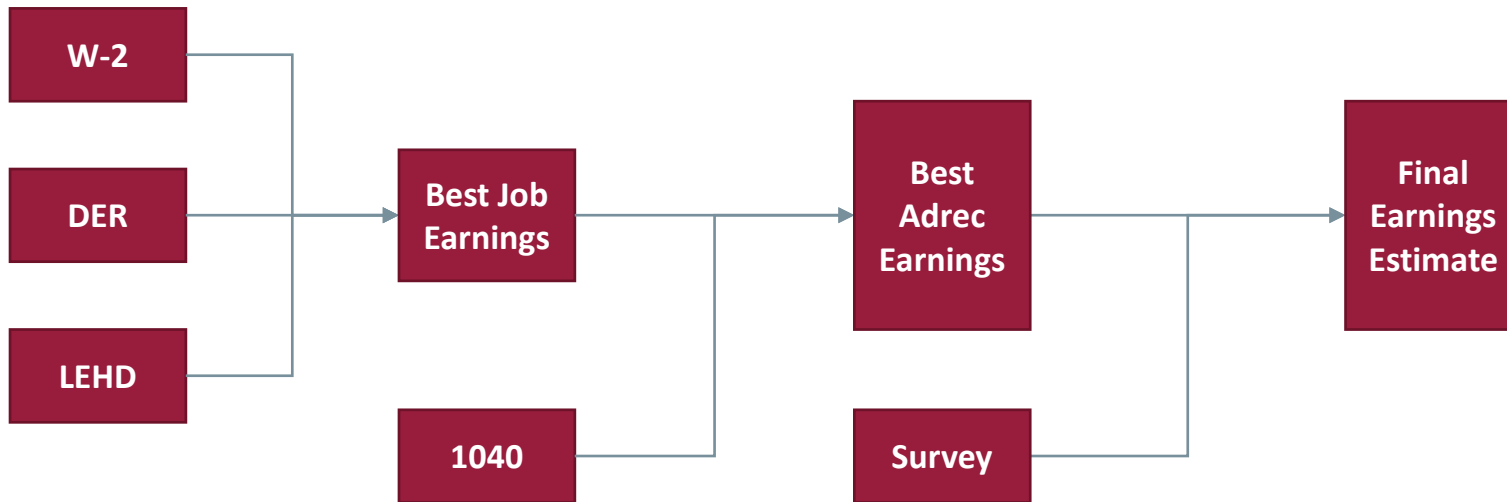 W-2
DER
LEHD
Best Job
Earnings
1040
Best
Adrec
Earnings
Survey
Final
Earnings
Estimate